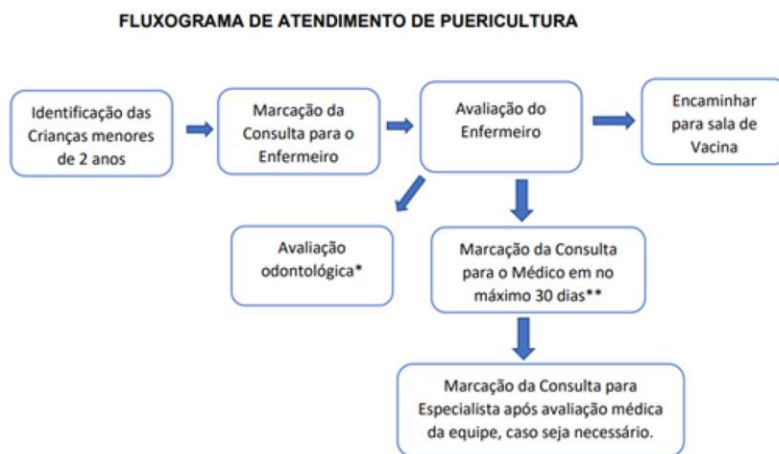 FLUXOGRAMA DE ATENDIMENTO DE PUERICULTURA
Identificação das
Crianças menores
de 2 anos
Marcação da
Consulta para o
Enfermeiro
Avaliação do
Enfermeiro
Encaminhar
para sala de
Vacina
Avaliação
odontológica*
Marcação da Consulta
para o Médico em no
máximo 30 dias**
Marcação da Consulta para
Especialista após avaliação médica
da equipe, caso seja necessário.